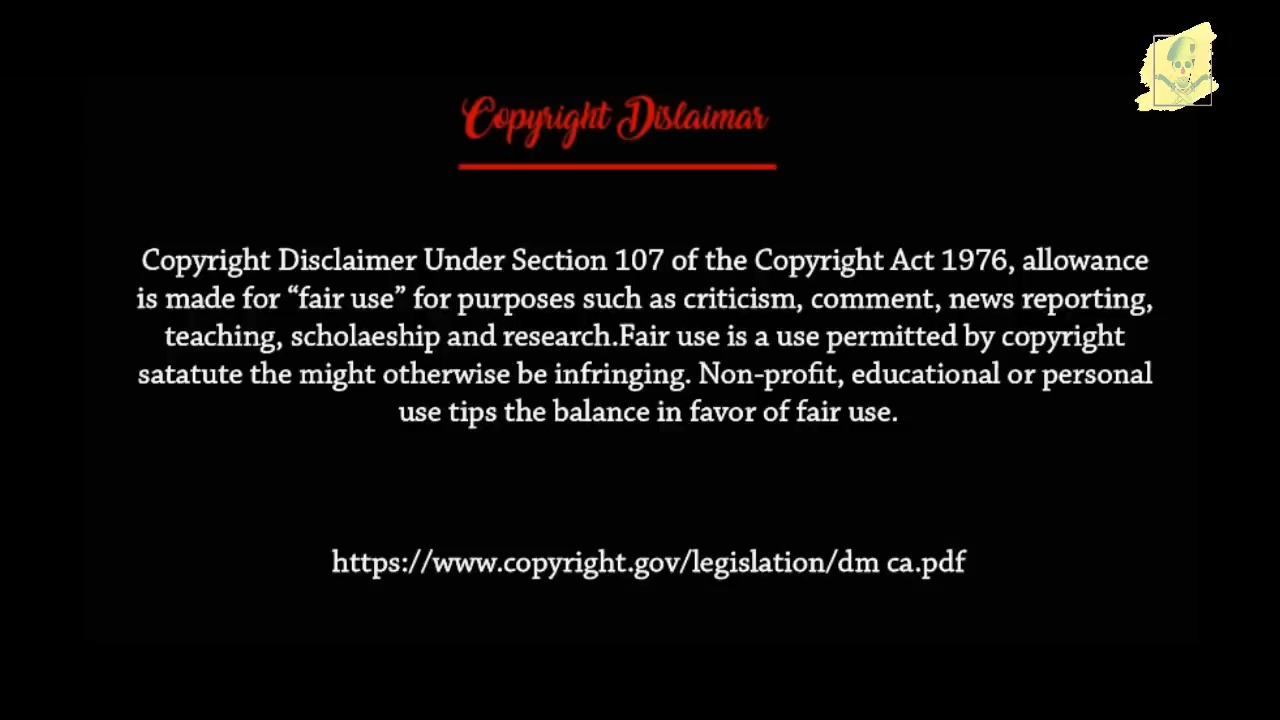 Copyright Dislaimar
Copyright Disclaimer Under Section 107 of the Copyright Act 1976, allowance
is made for “fair use” for purposes such as criticism, comment, news reporting,
teaching, scholaeship and research.Fair use is a use permitted by copyright
satatute the might otherwise be infringing. Non-profit, educational or personal
use tips the balance in favor of fair use.
https://www.copyright.gov/legislation/dm ca.pdf